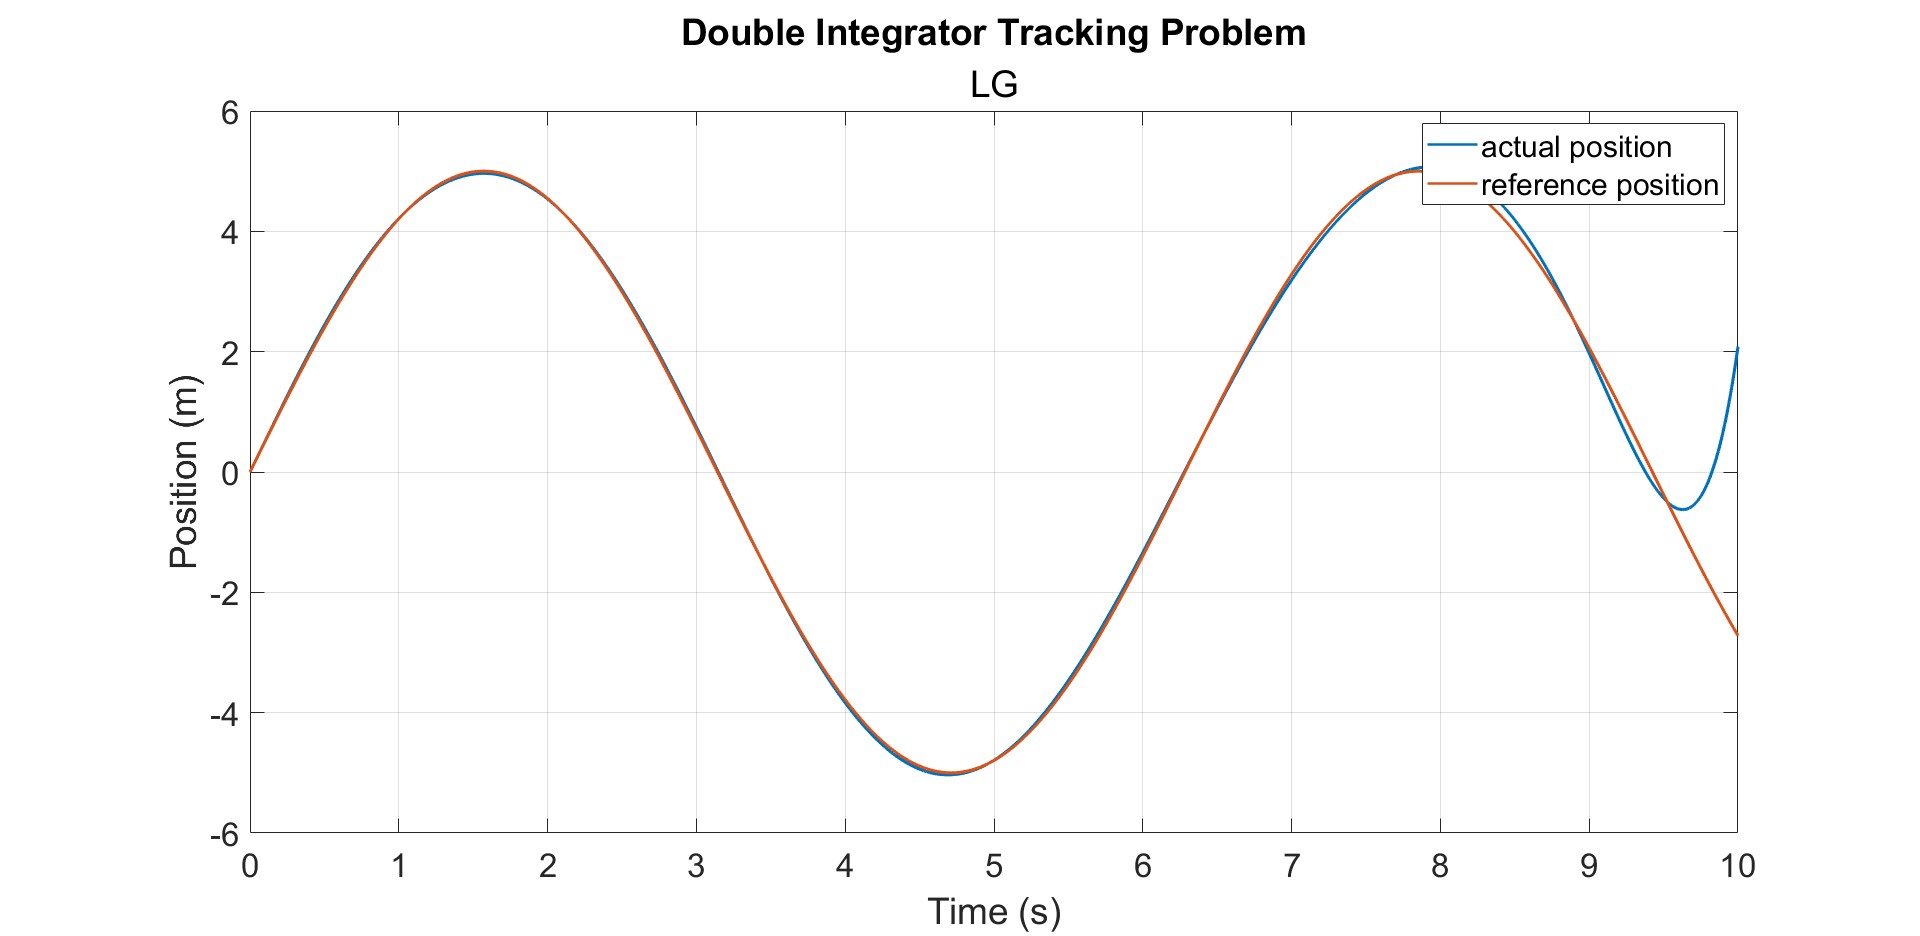 Double Integrator Tracking Problem
LG
actual position
reference position
Position (m)
6
4
2
0
-2
-4
-6
0 1 2 3 4 5 6 7 8 9 10
Time (s)